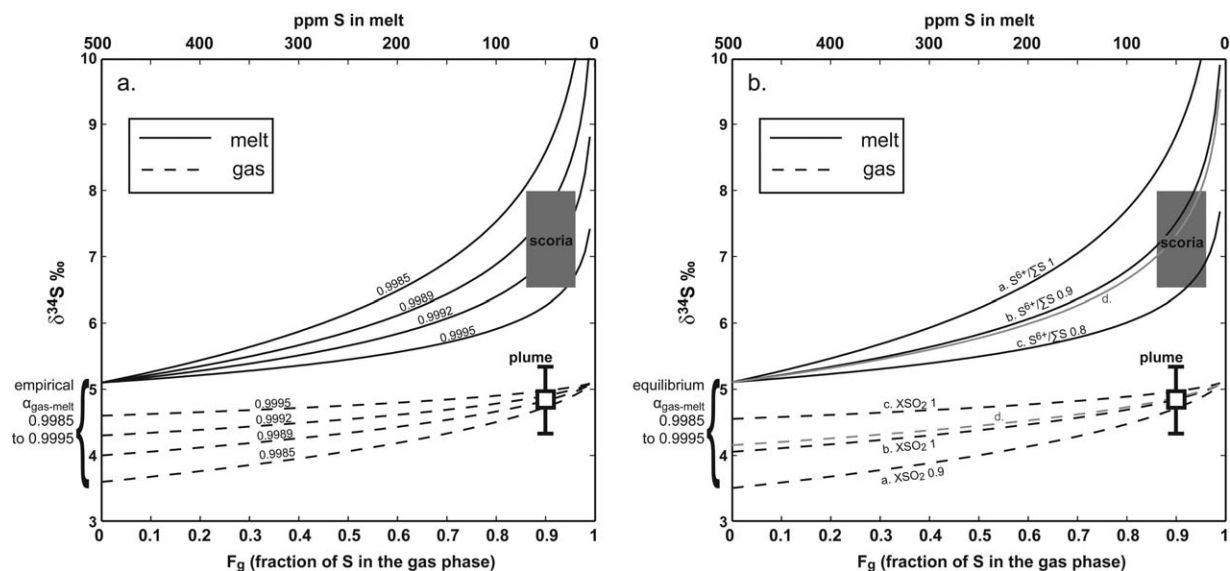 ppm S in melt
500 400 300 200 100 0
10
9
8
7
6
5
4
3
δ³⁴S ‰
a.
melt
gas
scoria
0.9985
0.9989
0.9992
0.9995
plume
empirical
αgas-melt
0.9985
to 0.9995
0.9995
0.9992
0.9989
0.9985
0 0.1 0.2 0.3 0.4 0.5 0.6 0.7 0.8 0.9 1
Fg (fraction of S in the gas phase)
ppm S in melt
500 400 300 200 100 0
10
9
8
7
6
5
4
3
δ³⁴S ‰
b.
melt
gas
scoria
a. S⁶⁺/∑S 1
b. S⁶⁺/∑S 0.9
d.
c. S⁶⁺/∑S 0.8
plume
equilibrium
αgas-melt
0.9985
to 0.9995
c. XSO₂ 1
d.
b. XSO₂ 1
a. XSO₂ 0.9
0 0.1 0.2 0.3 0.4 0.5 0.6 0.7 0.8 0.9 1
Fg (fraction of S in the gas phase)